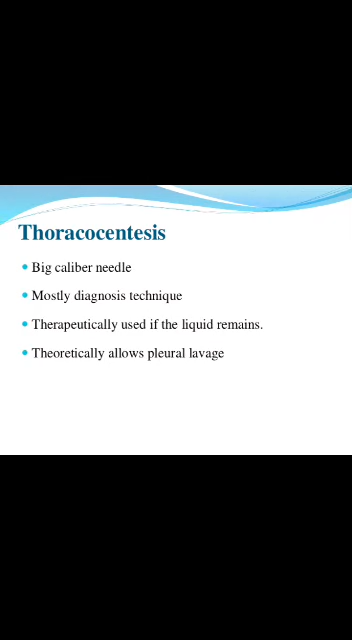 Thoracocentesis
Big caliber needle
Mostly diagnosis technique
Therapeutically used if the liquid remains.
Theoretically allows pleural lavage